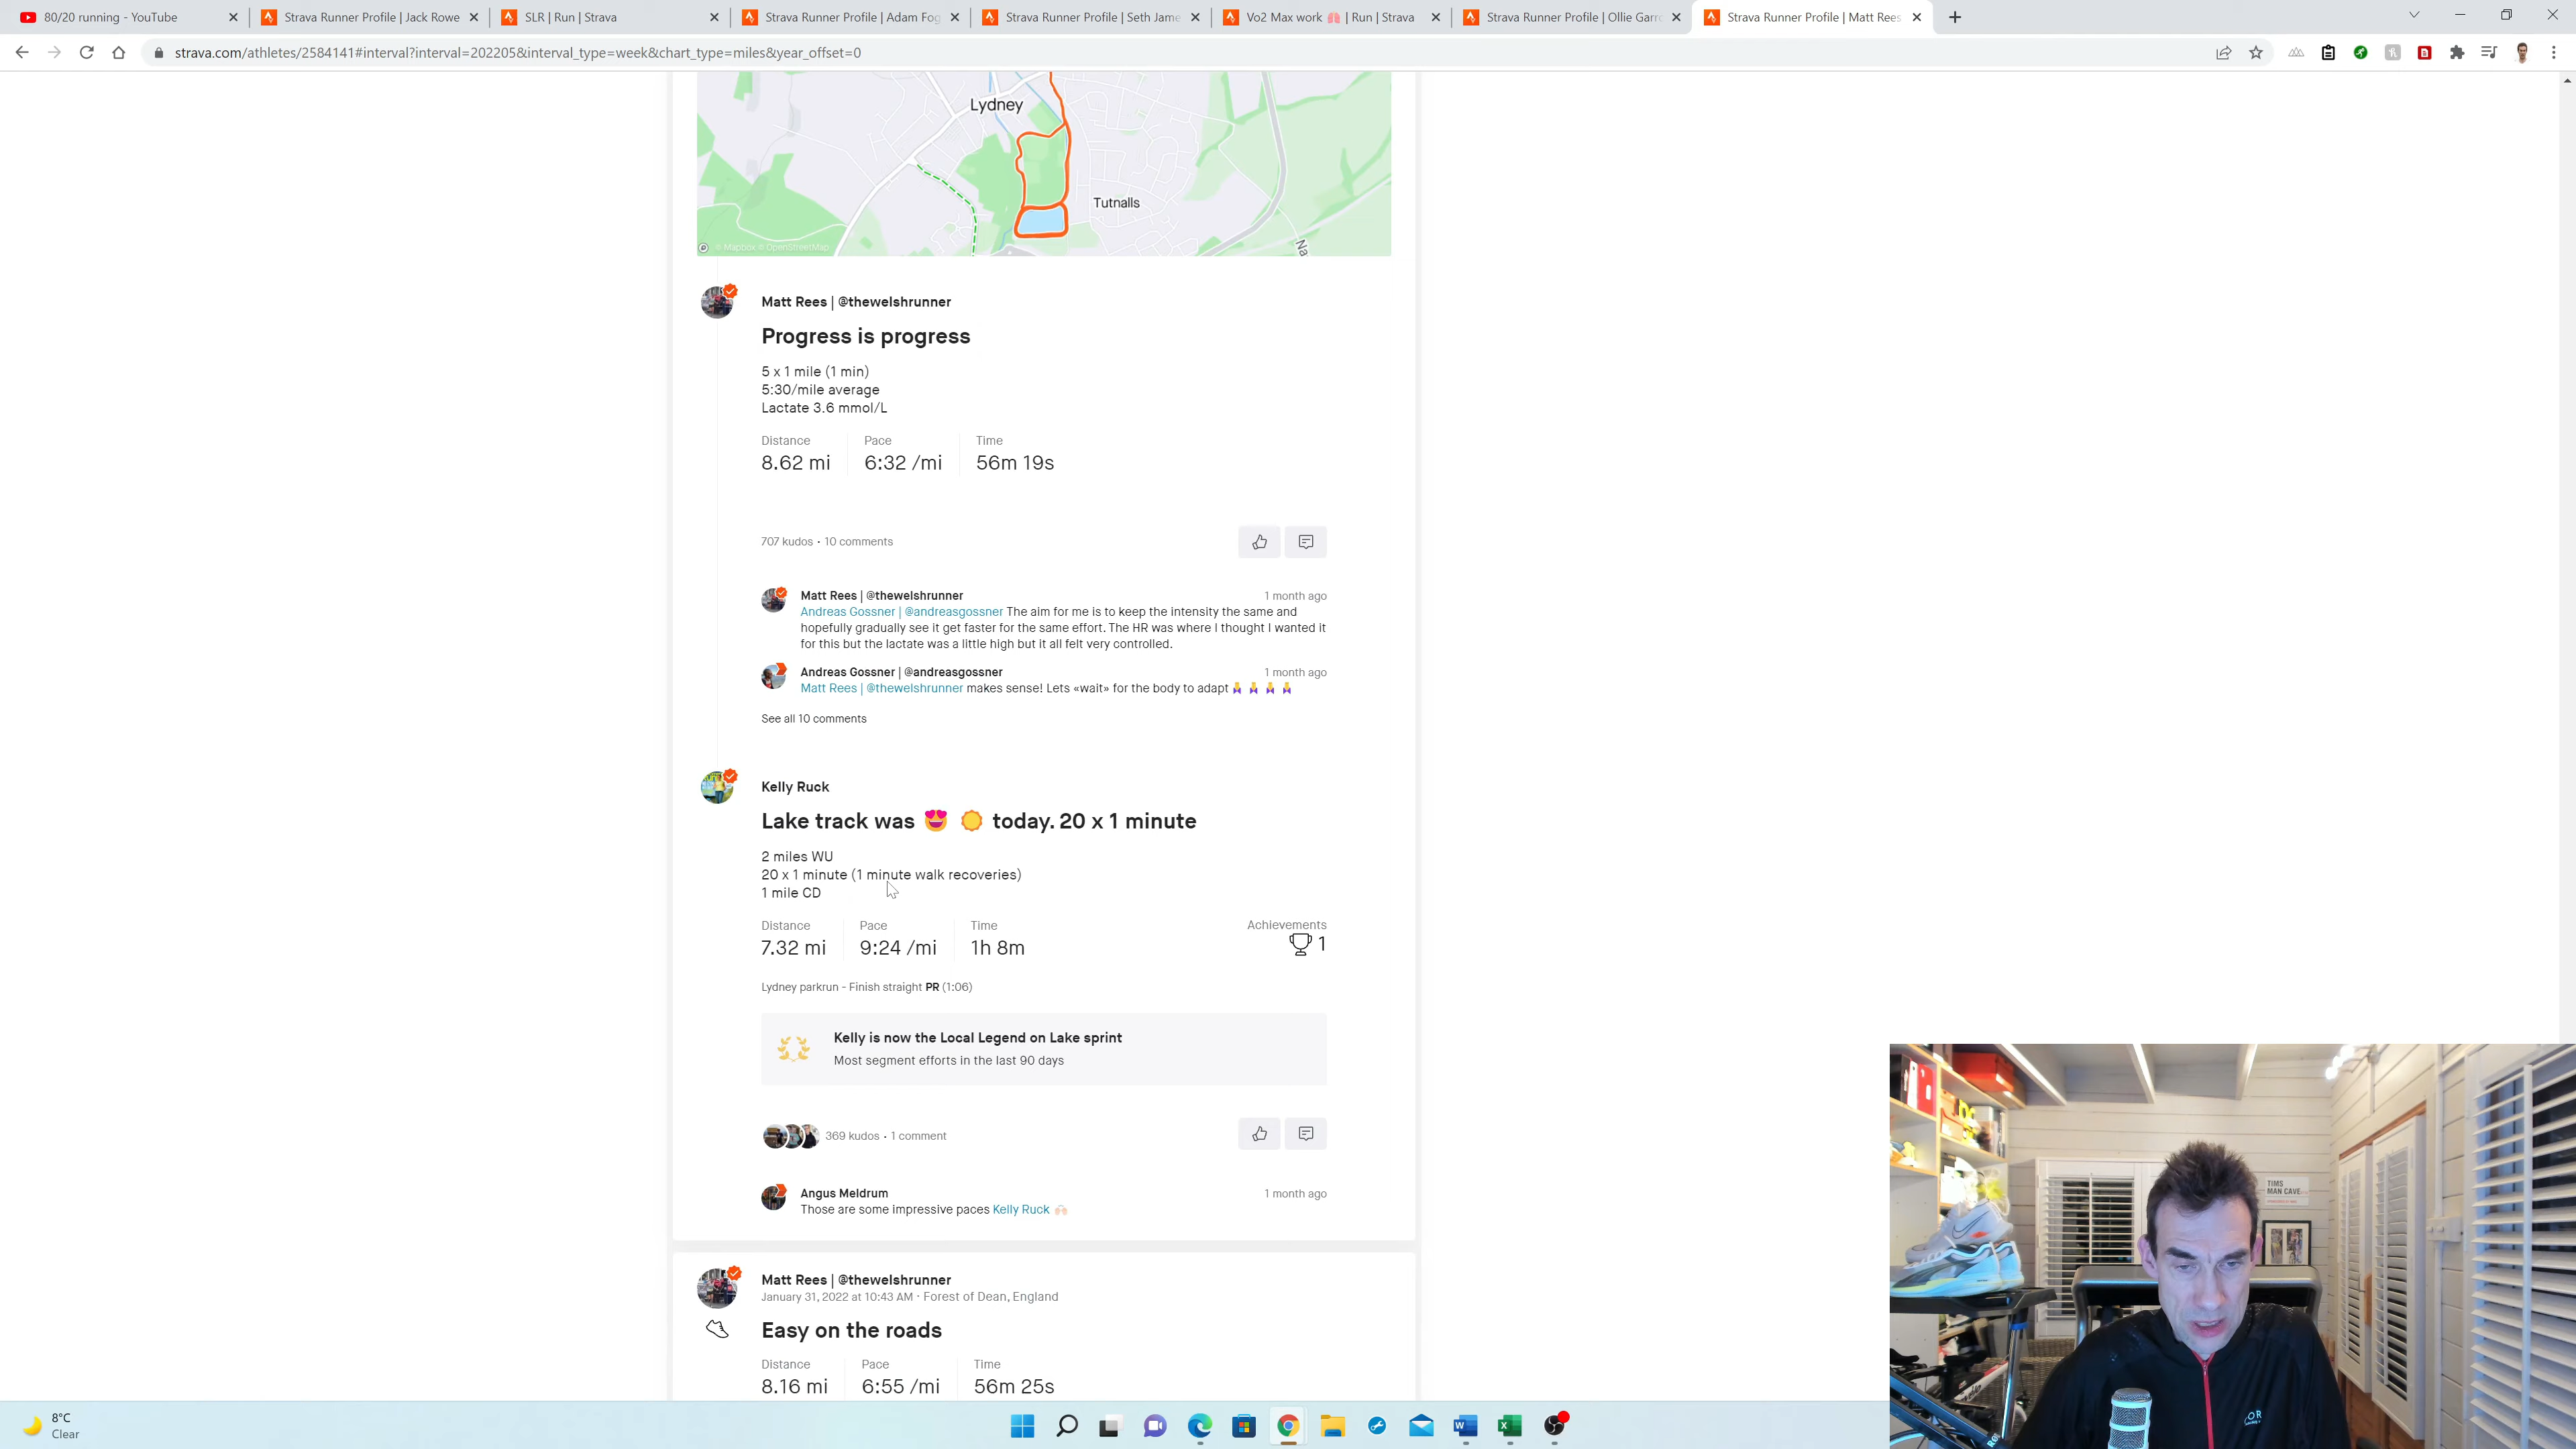 80/20 running - YouTube
Strava Runner Profile | Jack Rowe
SLR | Run | Strava
Strava Runner Profile | Adam Fog
Strava Runner Profile | Seth Jame
Vo2 Max work 🫁 | Run | Strava
Strava Runner Profile | Ollie Garro
Strava Runner Profile | Matt Rees
strava.com/athletes/2584141#interval?interval=202205&interval_type=week&chart_type=miles&year_offset=0
Lydney
Tutnalls
Na
© Mapbox © OpenStreetMap
Matt Rees | @thewelshrunner
Progress is progress
5 x 1 mile (1 min)
5:30/mile average
Lactate 3.6 mmol/L
Distance Pace Time
8.62 mi 6:32 /mi 56m 19s
707 kudos • 10 comments
Matt Rees | @thewelshrunner 1 month ago
Andreas Gossner | @andreasgossner The aim for me is to keep the intensity the same and
hopefully gradually see it get faster for the same effort. The HR was where I thought I wanted it
for this but the lactate was a little high but it all felt very controlled.
Andreas Gossner | @andreasgossner 1 month ago
Matt Rees | @thewelshrunner makes sense! Lets «wait» for the body to adapt
See all 10 comments
Kelly Ruck
Lake track was 😍 ☀️ today. 20 x 1 minute
2 miles WU
20 x 1 minute (1 minute walk recoveries)
1 mile CD
Distance Pace Time Achievements
7.32 mi 9:24 /mi 1h 8m 1
Lydney parkrun - Finish straight PR (1:06)
Kelly is now the Local Legend on Lake sprint
Most segment efforts in the last 90 days
369 kudos • 1 comment
Angus Meldrum 1 month ago
Those are some impressive paces Kelly Ruck
Matt Rees | @thewelshrunner
January 31, 2022 at 10:43 AM · Forest of Dean, England
Easy on the roads
Distance Pace Time
8.16 mi 6:55 /mi 56m 25s
TIMS
MAN CAVE
8°C
Clear